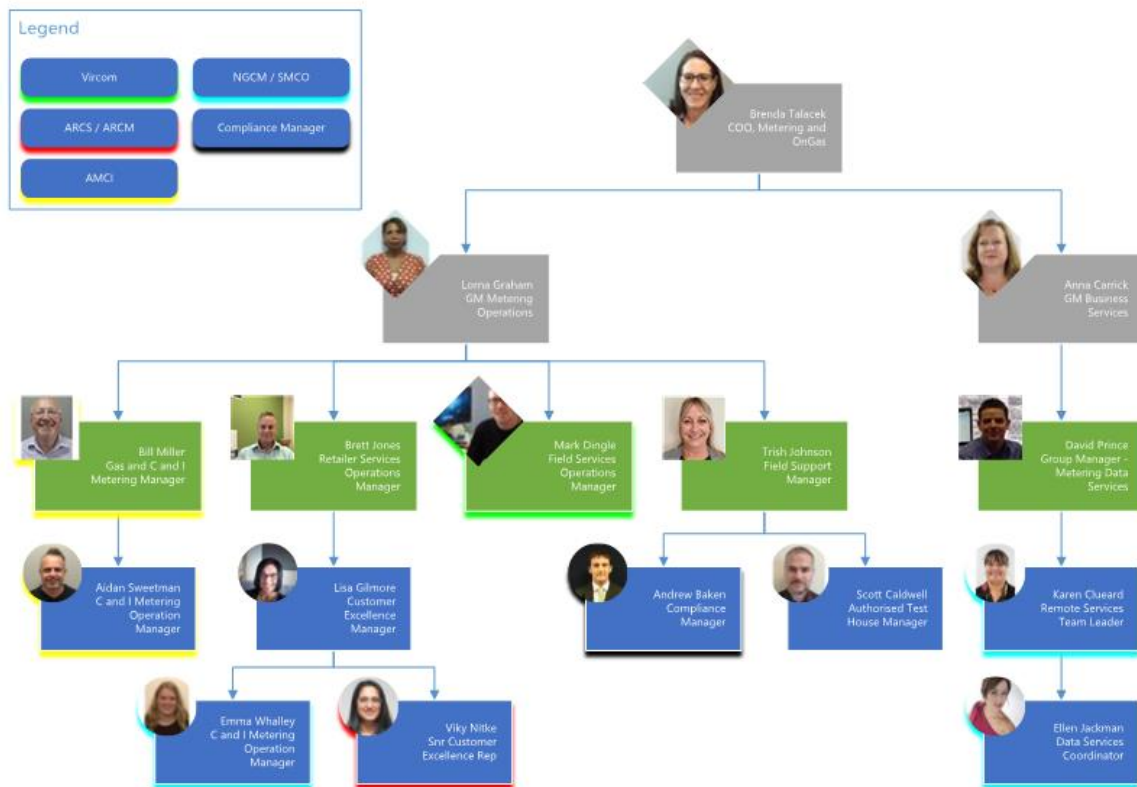 Legend
Vircom
NGCM / SMCO
ARCS / ARCM
Compliance Manager
AMCI
Brenda Talacek
COO, Metering and
OnGas
Lorna Graham
GM Metering
Operations
Anna Carrick
GM Business
Services
Bill Miller
Gas and C and I
Metering Manager
Brett Jones
Retailer Services
Operations
Manager
Mark Dingle
Field Services
Operations
Manager
Trish Johnson
Field Support
Manager
David Prince
Group Manager -
Metering Data
Services
Aidan Sweetman
C and I Metering
Operation
Manager
Lisa Gilmore
Customer
Excellence
Manager
Andrew Baken
Compliance
Manager
Scott Caldwell
Authorised Test
House Manager
Karen Clueard
Remote Services
Team Leader
Emma Whalley
C and I Metering
Operation
Manager
Viky Nitke
Snr Customer
Excellence Rep
Ellen Jackman
Data Services
Coordinator